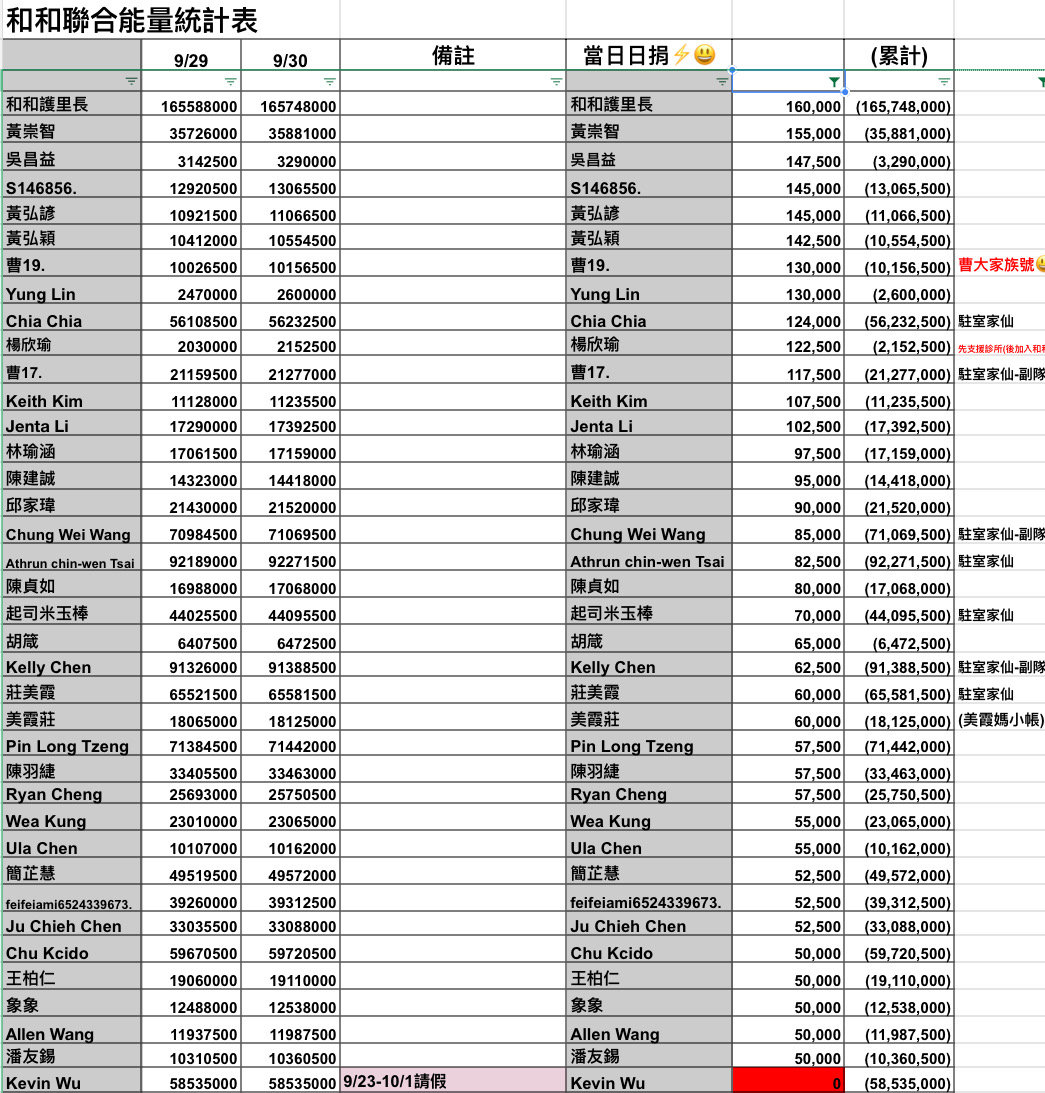 和和聯合能量統計表
9/29 9/30 備註 當日日捐⚡😃 (累計)
和和護里長 165588000 165748000 和和護里長 160,000 (165,748,000)
黃崇智 35726000 35881000 黃崇智 155,000 (35,881,000)
吳昌益 3142500 3290000 吳昌益 147,500 (3,290,000)
S146856. 12920500 13065500 S146856. 145,000 (13,065,500)
黃弘諺 10921500 11066500 黃弘諺 145,000 (11,066,500)
黃弘穎 10412000 10554500 黃弘穎 142,500 (10,554,500)
曹19. 10026500 10156500 曹19. 130,000 (10,156,500) 曹大家族號😃
Yung Lin 2470000 2600000 Yung Lin 130,000 (2,600,000)
Chia Chia 56108500 56232500 Chia Chia 124,000 (56,232,500) 駐室家仙
楊欣瑜 2030000 2152500 楊欣瑜 122,500 (2,152,500) 先支援診所(後加入和和
曹17. 21159500 21277000 曹17. 117,500 (21,277,000) 駐室家仙-副隊
Keith Kim 11128000 11235500 Keith Kim 107,500 (11,235,500)
Jenta Li 17290000 17392500 Jenta Li 102,500 (17,392,500)
林瑜涵 17061500 17159000 林瑜涵 97,500 (17,159,000)
陳建誠 14323000 14418000 陳建誠 95,000 (14,418,000)
邱家瑋 21430000 21520000 邱家瑋 90,000 (21,520,000)
Chung Wei Wang 70984500 71069500 Chung Wei Wang 85,000 (71,069,500) 駐室家仙-副隊
Athrun chin-wen Tsai 92189000 92271500 Athrun chin-wen Tsai 82,500 (92,271,500) 駐室家仙
陳貞如 16988000 17068000 陳貞如 80,000 (17,068,000)
起司米玉棒 44025500 44095500 起司米玉棒 70,000 (44,095,500) 駐室家仙
胡箴 6407500 6472500 胡箴 65,000 (6,472,500)
Kelly Chen 91326000 91388500 Kelly Chen 62,500 (91,388,500) 駐室家仙-副隊
莊美霞 65521500 65581500 莊美霞 60,000 (65,581,500) 駐室家仙
美霞莊 18065000 18125000 美霞莊 60,000 (18,125,000) (美霞媽小帳)
Pin Long Tzeng 71384500 71442000 Pin Long Tzeng 57,500 (71,442,000)
陳羽緁 33405500 33463000 陳羽緁 57,500 (33,463,000)
Ryan Cheng 25693000 25750500 Ryan Cheng 57,500 (25,750,500)
Wea Kung 23010000 23065000 Wea Kung 55,000 (23,065,000)
Ula Chen 10107000 10162000 Ula Chen 55,000 (10,162,000)
簡芷慧 49519500 49572000 簡芷慧 52,500 (49,572,000)
feifeiami6524339673. 39260000 39312500 feifeiami6524339673. 52,500 (39,312,500)
Ju Chieh Chen 33035500 33088000 Ju Chieh Chen 52,500 (33,088,000)
Chu Kcido 59670500 59720500 Chu Kcido 50,000 (59,720,500)
王柏仁 19060000 19110000 王柏仁 50,000 (19,110,000)
象象 12488000 12538000 象象 50,000 (12,538,000)
Allen Wang 11937500 11987500 Allen Wang 50,000 (11,987,500)
潘友錫 10310500 10360500 潘友錫 50,000 (10,360,500)
Kevin Wu 58535000 58535000 9/23-10/1請假 Kevin Wu 0 (58,535,000)